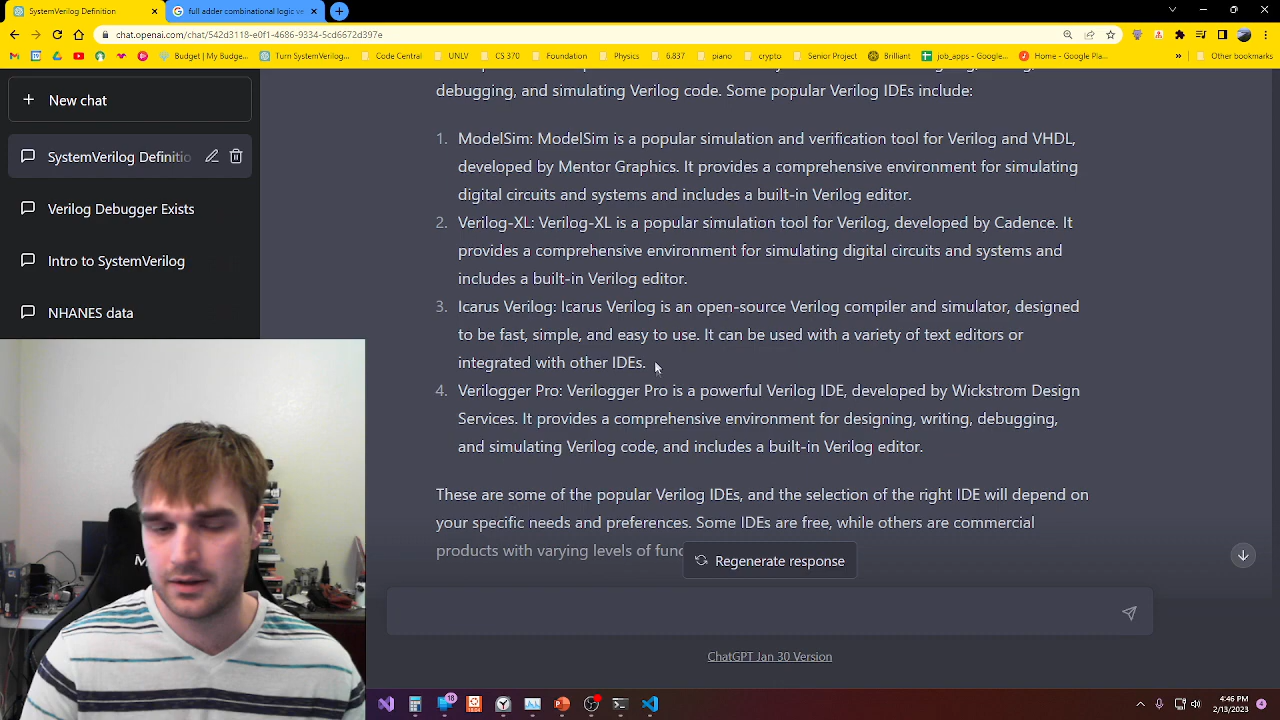 SystemVerilog Definition
full adder combinational logic ve
chat.openai.com/chat/542d3118-e0f1-4686-9334-5cd6672d397e
Budget | My Budge...
Turn SystemVerilog...
Code Central
UNLV
CS 370
Foundation
Physics
6.837
piano
crypto
Senior Project
Brilliant
job_apps - Google...
Home - Google Pla...
»
Other bookmarks
New chat
SystemVerilog Definitio
Verilog Debugger Exists
Intro to SystemVerilog
NHANES data
debugging, and simulating Verilog code. Some popular Verilog IDEs include:
1. ModelSim: ModelSim is a popular simulation and verification tool for Verilog and VHDL,
developed by Mentor Graphics. It provides a comprehensive environment for simulating
digital circuits and systems and includes a built-in Verilog editor.
2. Verilog-XL: Verilog-XL is a popular simulation tool for Verilog, developed by Cadence. It
provides a comprehensive environment for simulating digital circuits and systems and
includes a built-in Verilog editor.
3. Icarus Verilog: Icarus Verilog is an open-source Verilog compiler and simulator, designed
to be fast, simple, and easy to use. It can be used with a variety of text editors or
integrated with other IDEs.
4. Verilogger Pro: Verilogger Pro is a powerful Verilog IDE, developed by Wickstrom Design
Services. It provides a comprehensive environment for designing, writing, debugging,
and simulating Verilog code, and includes a built-in Verilog editor.
These are some of the popular Verilog IDEs, and the selection of the right IDE will depend on
your specific needs and preferences. Some IDEs are free, while others are commercial
products with varying levels of func
Regenerate response
ChatGPT Jan 30 Version
18
4:46 PM
2/13/2023
4